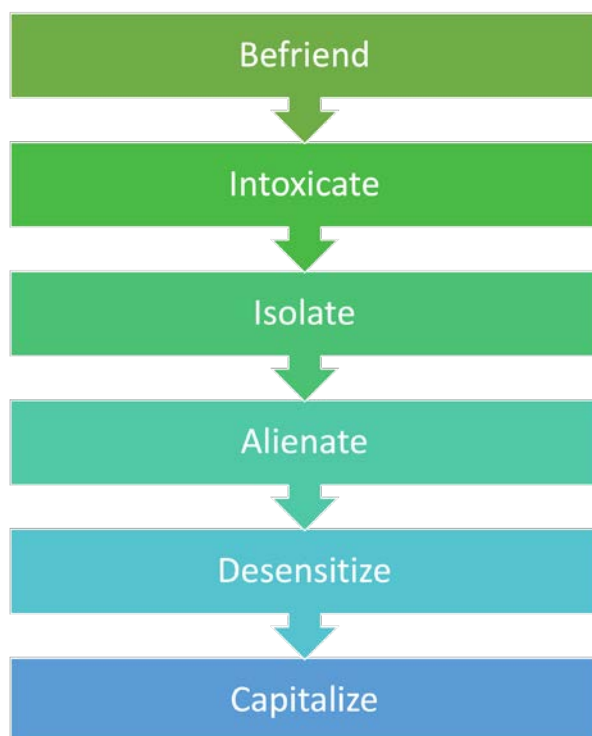 Befriend
Intoxicate
Isolate
Alienate
Desensitize
Capitalize